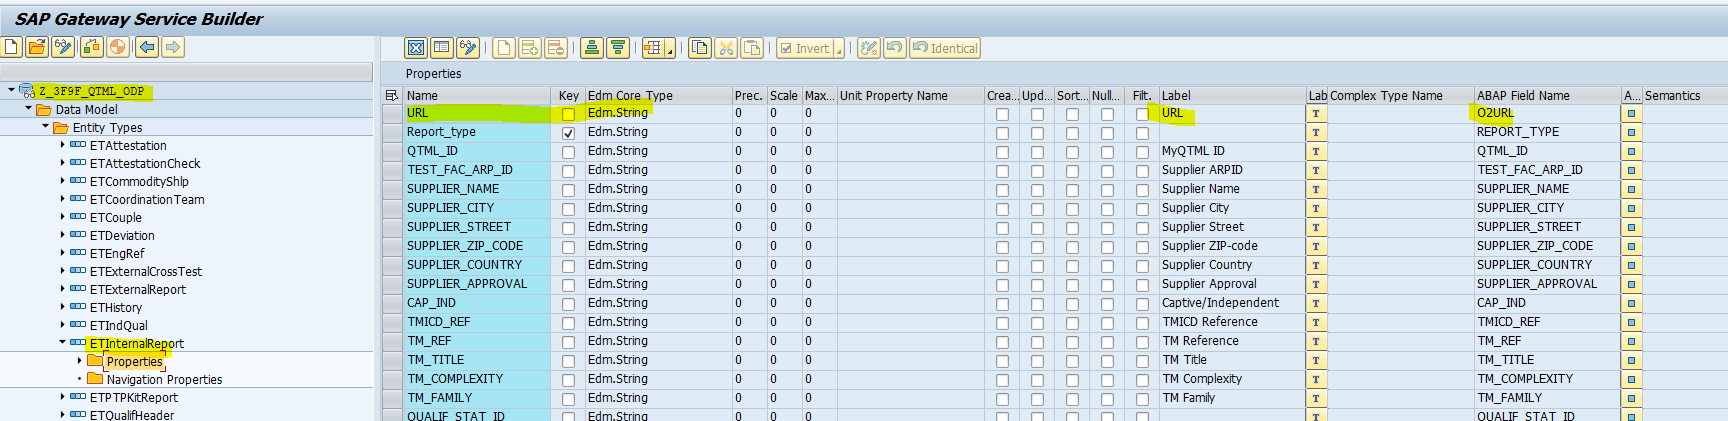 SAP Gateway Service Builder
Invert
Identical
Properties
Z_3F9F_QTML_ODP
Data Model
Entity Types
ETAttestation
ETAttestationCheck
ETCommodityShlp
ETCoordinationTeam
ETCouple
ETDeviation
ETEngRef
ETExternalCrossTest
ETExternalReport
ETHistory
ETIndQual
ETInternalReport
Properties
Navigation Properties
ETPTPKitReport
ETQualifHeader
Name Key Edm Core Type Prec. Scale Max... Unit Property Name Crea... Upd... Sort... Null... Filt. Label Lab Complex Type Name ABAP Field Name A... Semantics
URL Edm.String 0 0 0 URL T O2URL
Report_type Edm.String 0 0 0 T REPORT_TYPE
QTML_ID Edm.String 0 0 0 MyQTML ID T QTML_ID
TEST_FAC_ARP_ID Edm.String 0 0 0 Supplier ARPID T TEST_FAC_ARP_ID
SUPPLIER_NAME Edm.String 0 0 0 Supplier Name T SUPPLIER_NAME
SUPPLIER_CITY Edm.String 0 0 0 Supplier City T SUPPLIER_CITY
SUPPLIER_STREET Edm.String 0 0 0 Supplier Street T SUPPLIER_STREET
SUPPLIER_ZIP_CODE Edm.String 0 0 0 Supplier ZIP-code T SUPPLIER_ZIP_CODE
SUPPLIER_COUNTRY Edm.String 0 0 0 Supplier Country T SUPPLIER_COUNTRY
SUPPLIER_APPROVAL Edm.String 0 0 0 Supplier Approval T SUPPLIER_APPROVAL
CAP_IND Edm.String 0 0 0 Captive/Independent T CAP_IND
TMICD_REF Edm.String 0 0 0 TMICD Reference T TMICD_REF
TM_REF Edm.String 0 0 0 TM Reference T TM_REF
TM_TITLE Edm.String 0 0 0 TM Title T TM_TITLE
TM_COMPLEXITY Edm.String 0 0 0 TM Complexity T TM_COMPLEXITY
TM_FAMILY Edm.String 0 0 0 TM Family T TM_FAMILY
QUALIF_STAT_ID Edm.String 0 0 0 T QUALIF_STAT_ID